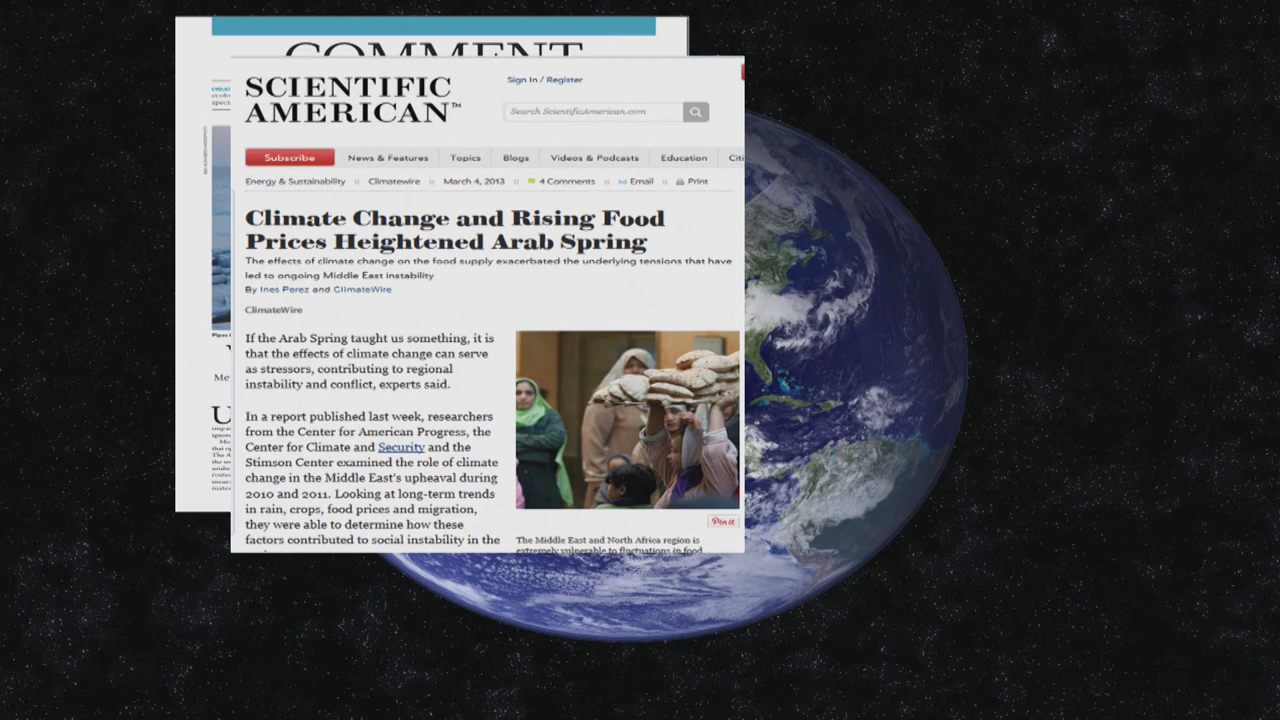 COMMENT
SCIENTIFIC
AMERICAN™
Sign In / Register
Search ScientificAmerican.com
Subscribe
News & Features
Topics
Blogs
Videos & Podcasts
Education
Energy & Sustainability :: Climatewire :: March 4, 2013 :: 4 Comments :: Email :: Print
Climate Change and Rising Food
Prices Heightened Arab Spring
The effects of climate change on the food supply exacerbated the underlying tensions that have
led to ongoing Middle East instability
By Ines Perez and ClimateWire
ClimateWire
If the Arab Spring taught us something, it is
that the effects of climate change can serve
as stressors, contributing to regional
instability and conflict, experts said.
In a report published last week, researchers
from the Center for American Progress, the
Center for Climate and Security and the
Stimson Center examined the role of climate
change in the Middle East's upheaval during
2010 and 2011. Looking at long-term trends
in rain, crops, food prices and migration,
they were able to determine how these
factors contributed to social instability in the
Pin it
The Middle East and North Africa region is
extremely vulnerable to fluctuations in food
Me
U